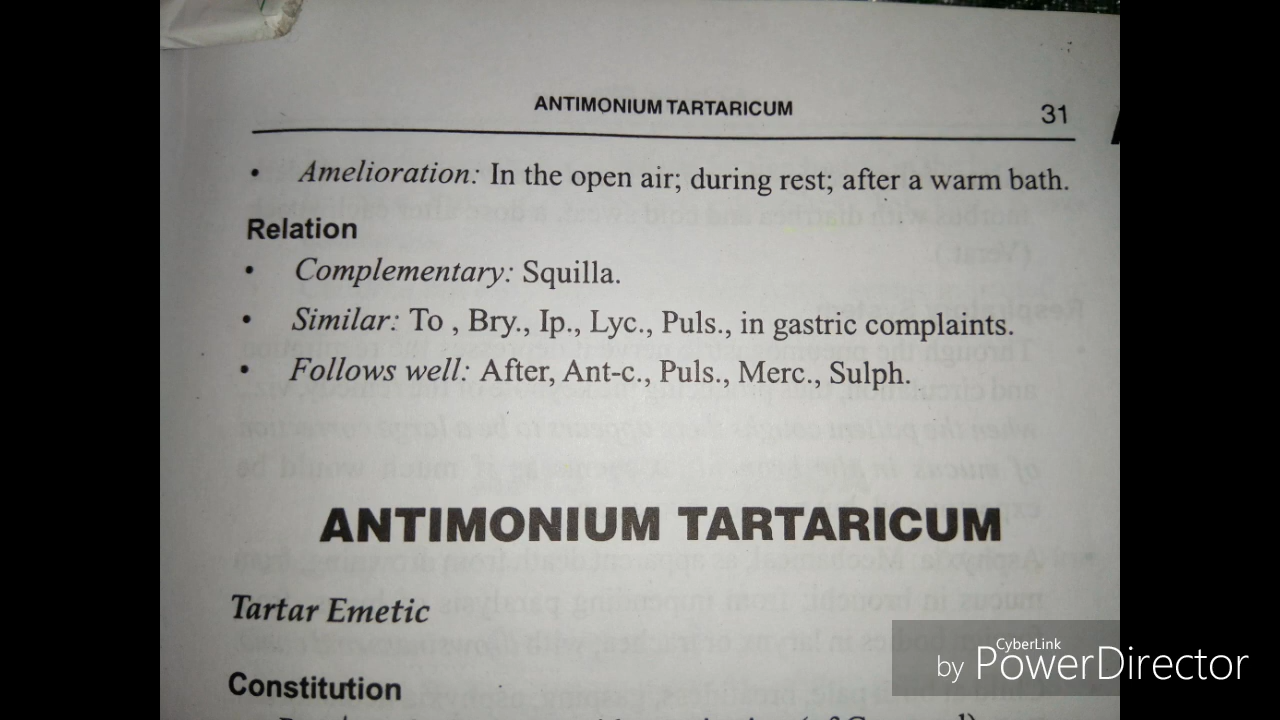 ANTIMONIUM TARTARICUM 31
• Amelioration: In the open air; during rest; after a warm bath.
Relation
• Complementary: Squilla.
• Similar: To , Bry., Ip., Lyc., Puls., in gastric complaints.
• Follows well: After, Ant-c., Puls., Merc., Sulph.
ANTIMONIUM TARTARICUM
Tartar Emetic
CyberLink
by PowerDirector
Constitution